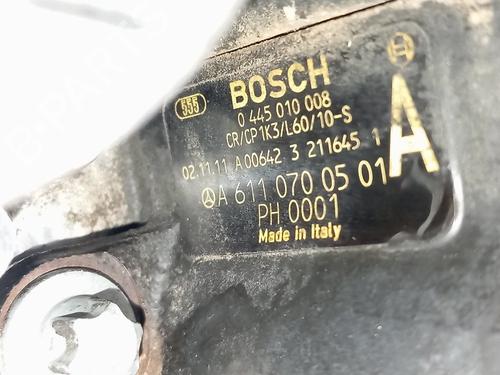 555
BOSCH
0 445 010 008
CR/CP1K3/L60/10-S
02.11.11 A00642 3 211645 1
A 611 070 05 01
A
PH 0001
Made in Italy